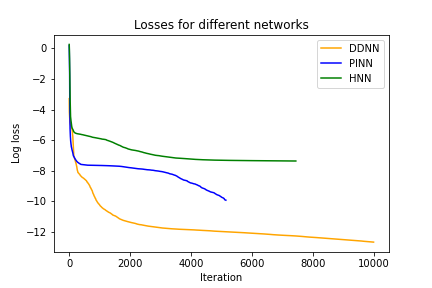 Losses for different networks
DDNN
PINN
HNN
Log loss
0
−2
−4
−6
−8
−10
−12
0
2000
4000
6000
8000
10000
Iteration